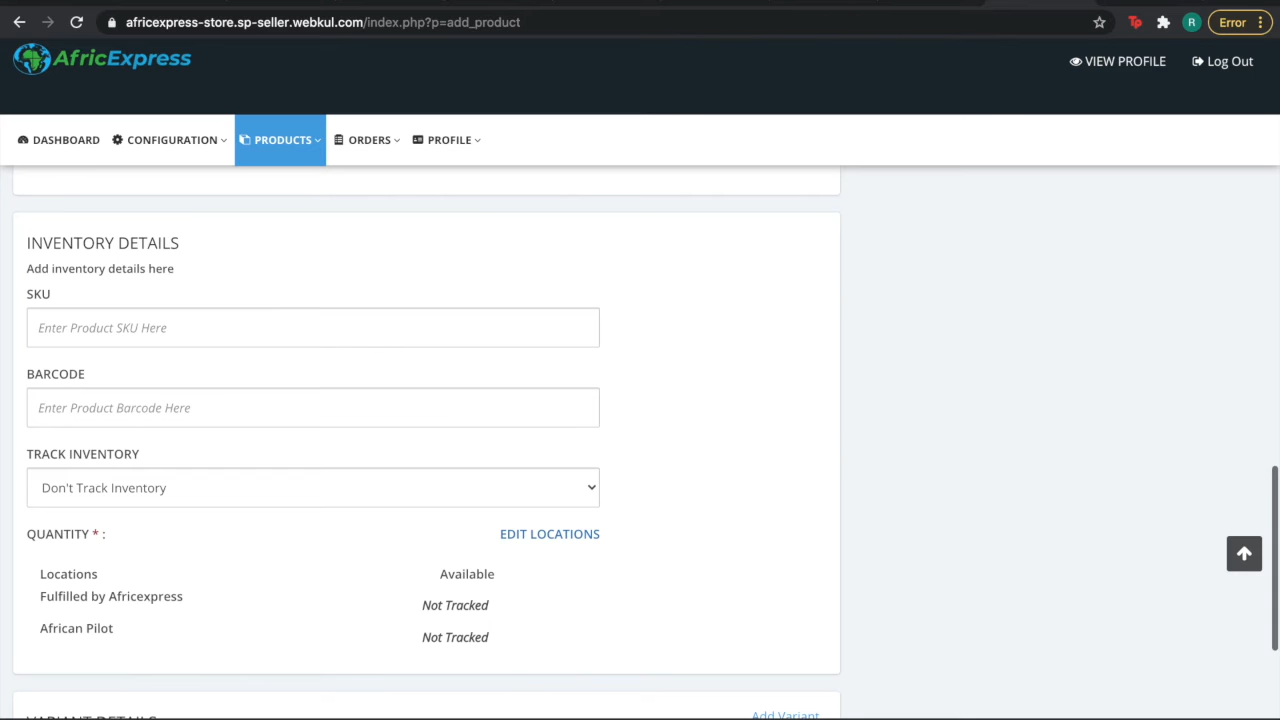 africexpress-store.sp-seller.webkul.com/index.php?p=add_product
Tp
R
Error
AfricExpress
VIEW PROFILE
Log Out
DASHBOARD
CONFIGURATION
PRODUCTS
ORDERS
PROFILE
INVENTORY DETAILS
Add inventory details here
SKU
Enter Product SKU Here
BARCODE
Enter Product Barcode Here
TRACK INVENTORY
Don't Track Inventory
QUANTITY * :
EDIT LOCATIONS
Locations
Available
Fulfilled by Africexpress
Not Tracked
African Pilot
Not Tracked
VARIANT DETAILS
Add Variant